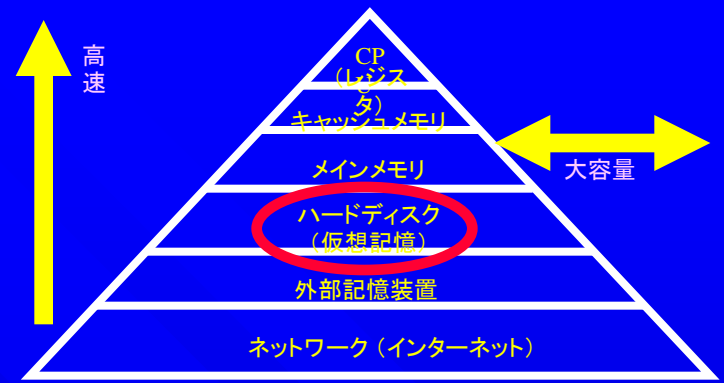 高
速
CPU
（レジスタ）
キャッシュメモリ
メインメモリ
大容量
ハードディスク
（仮想記憶）
外部記憶装置
ネットワーク（インターネット）